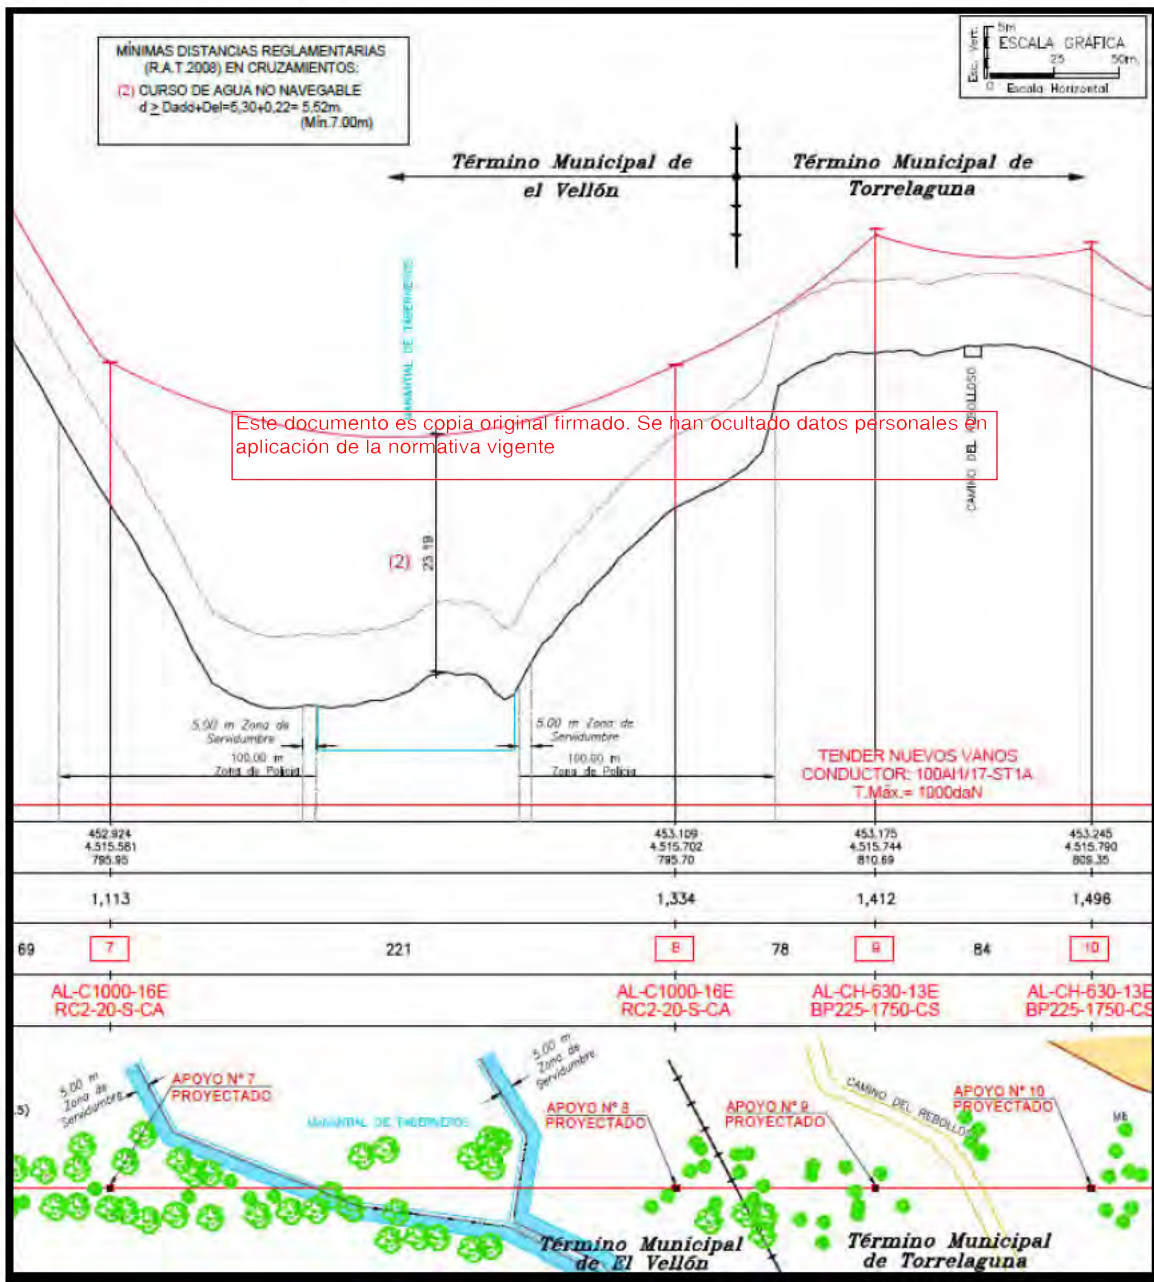 MÍNIMAS DISTANCIAS REGLAMENTARIAS
(R.A.T.2008) EN CRUZAMIENTOS:
(2) CURSO DE AGUA NO NAVEGABLE
d ≥ Dadd+Del=5,30+0,22= 5,52m.
(Mín.7.00m)
Esc. Vert.
5m
ESCALA GRÁFICA
25
50m.
0
Escala Horizontal
Término Municipal de
el Vellón
Término Municipal de
Torrelaguna
MANANTIAL DE TABERNEROS
Este documento es copia original firmado. Se han ocultado datos personales en
aplicación de la normativa vigente
CAMINO DEL REBOLLOSO
(2)
23.19
5,00 m Zona de
Servidumbre
100,00 m
Zona de Policía
5,00 m Zona de
Servidumbre
100,00 m
Zona de Policía
TENDER NUEVOS VANOS
CONDUCTOR: 100AH/17-ST1A
T.Máx.= 1000daN
452.924
4.515.581
795.95
453.109
4.515.702
795.70
453.175
4.515.744
810.69
453.245
4.515.790
809.35
1,113
1,334
1,412
1,496
69
7
221
8
78
9
84
10
AL-C1000-16E
RC2-20-S-CA
AL-C1000-16E
RC2-20-S-CA
AL-CH-630-13E
BP225-1750-CS
AL-CH-630-13E
BP225-1750-CS
5,00 m
Zona de
Servidumbre
APOYO Nº 7
PROYECTADO
MANANTIAL DE TABERNEROS
5,00 m
Zona de
Servidumbre
APOYO Nº 8
PROYECTADO
APOYO Nº 9
PROYECTADO
CAMINO DEL REBOLLOSO
APOYO Nº 10
PROYECTADO
.5)
Término Municipal
de El Vellón
Término Municipal
de Torrelaguna